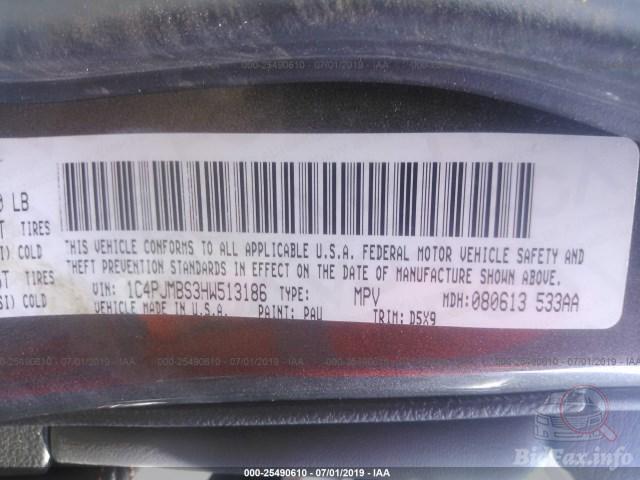 000-25490610 - 07/01/2019 - IAA
0 LB
T TIRES
I) COLD
ST TIRES
SI) COLD
THIS VEHICLE CONFORMS TO ALL APPLICABLE U.S.A. FEDERAL MOTOR VEHICLE SAFETY AND
THEFT PREVENTION STANDARDS IN EFFECT ON THE DATE OF MANUFACTURE SHOWN ABOVE.
VIN: 1C4PJMBS3HW513186 TYPE: MPV MDH:080613 533AA
VEHICLE MADE IN U.S.A. PAINT: PAU TRIM: D5X9
000-25490610 - 07/01/2019 - IAA
BidFax.info